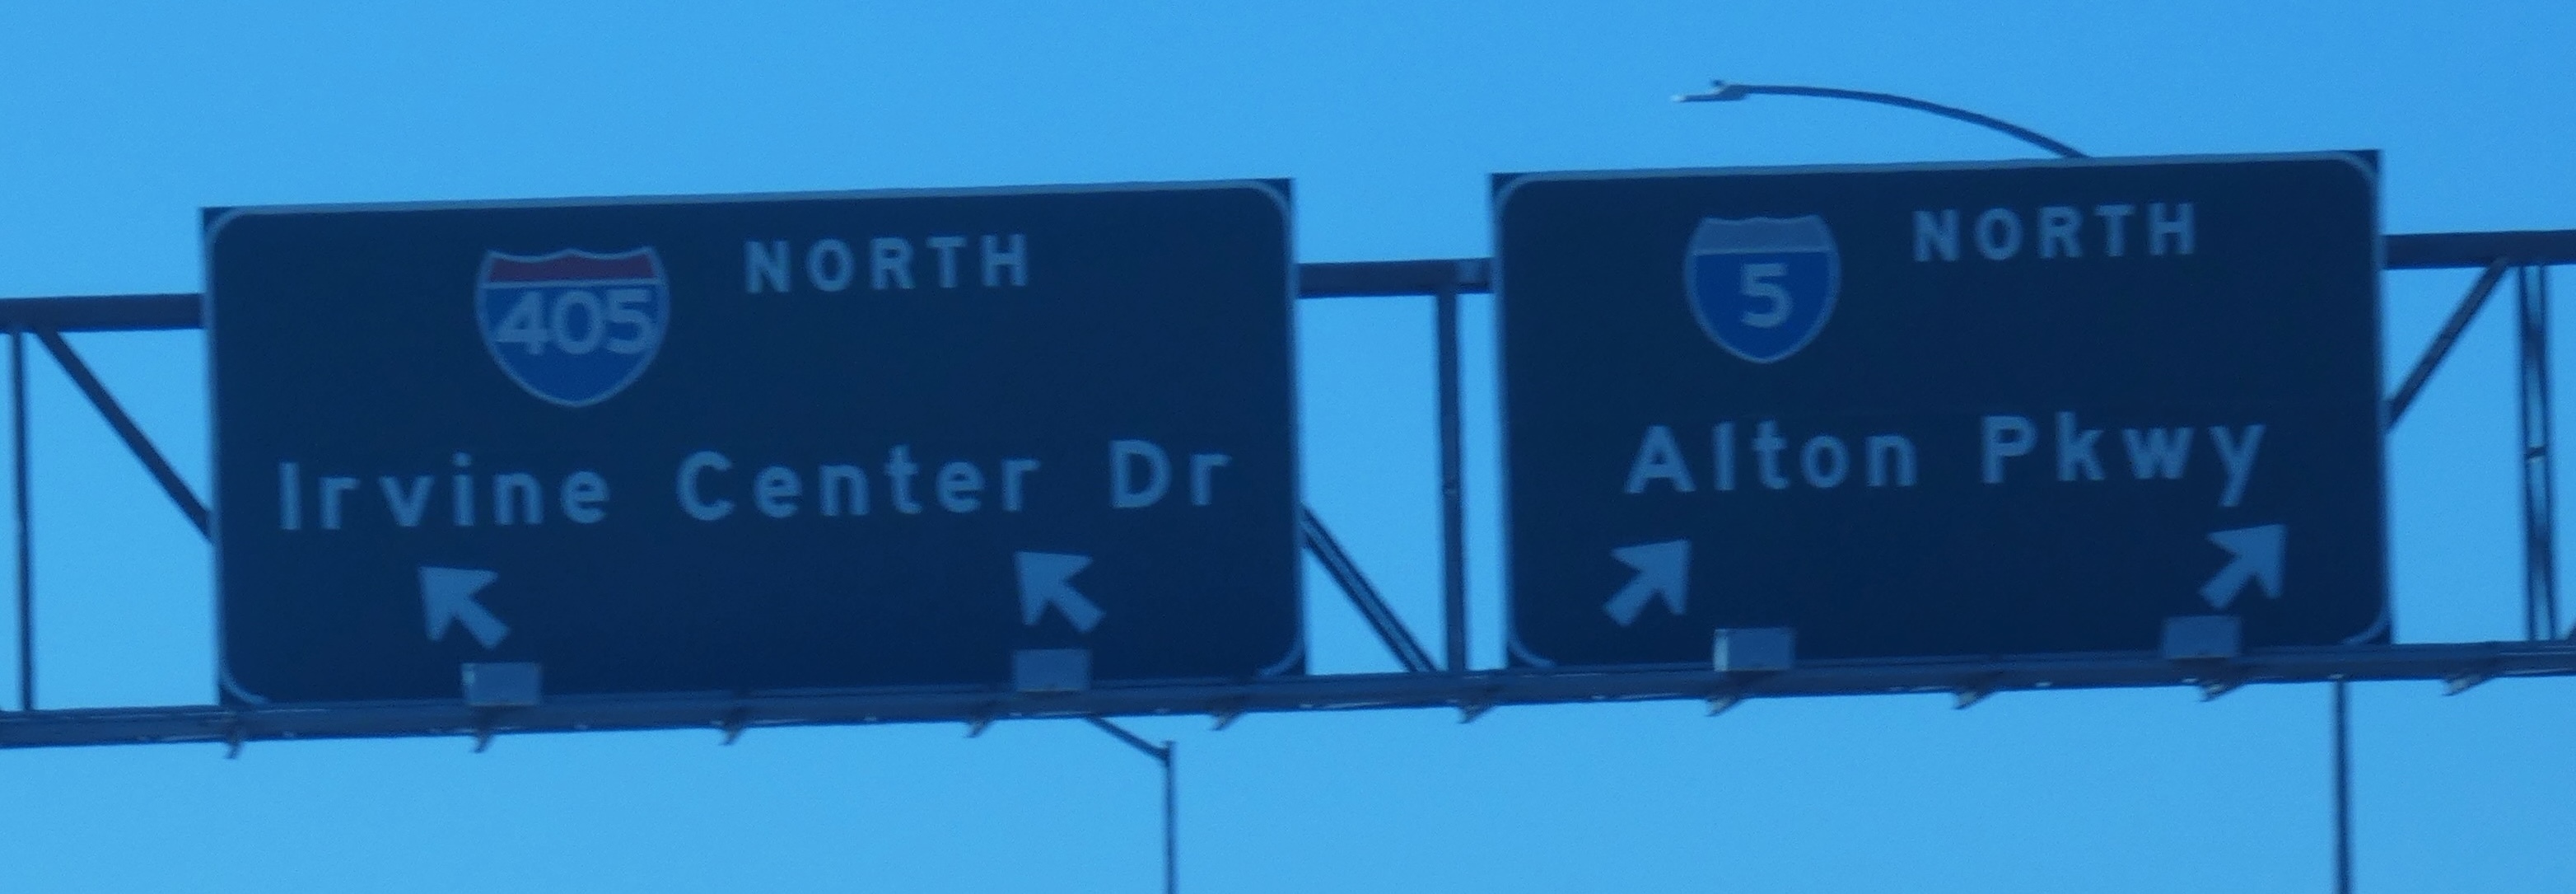 405 NORTH
Irvine Center Dr
5 NORTH
Alton Pkwy